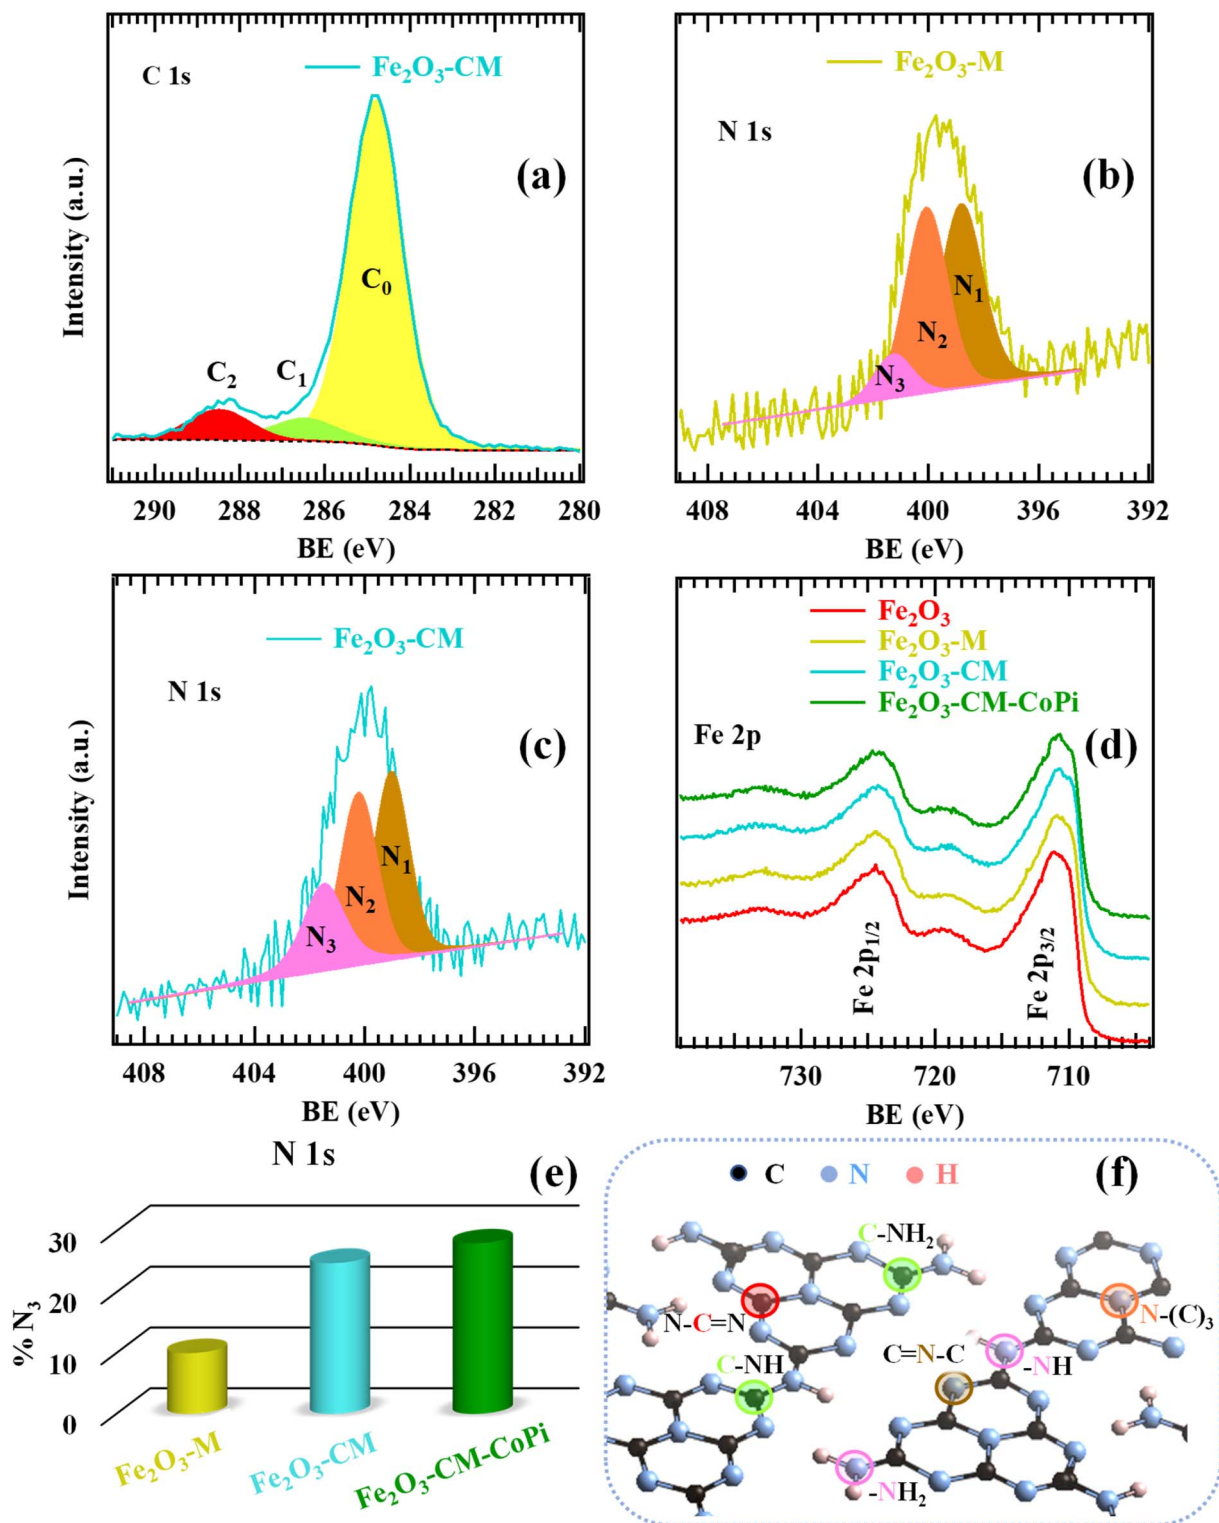 C 1s
Fe₂O₃-CM
(a)
C₀
C₁
C₂
Intensity (a.u.)
290 288 286 284 282 280
BE (eV)
Fe₂O₃-M
N 1s
(b)
N₁
N₂
N₃
408 404 400 396 392
BE (eV)
Fe₂O₃-CM
N 1s
(c)
N₁
N₂
N₃
Intensity (a.u.)
408 404 400 396 392
BE (eV)
Fe₂O₃
Fe₂O₃-M
Fe₂O₃-CM
Fe₂O₃-CM-CoPi
Fe 2p
(d)
Fe 2p₁/₂
Fe 2p₃/₂
730 720 710
BE (eV)
N 1s
(e)
% N₃
30
20
10
0
Fe₂O₃-M
Fe₂O₃-CM
Fe₂O₃-CM-CoPi
C N H
(f)
C-NH₂
N-C=N
N-(C)₃
C=N-C
-NH
C-NH
-NH₂